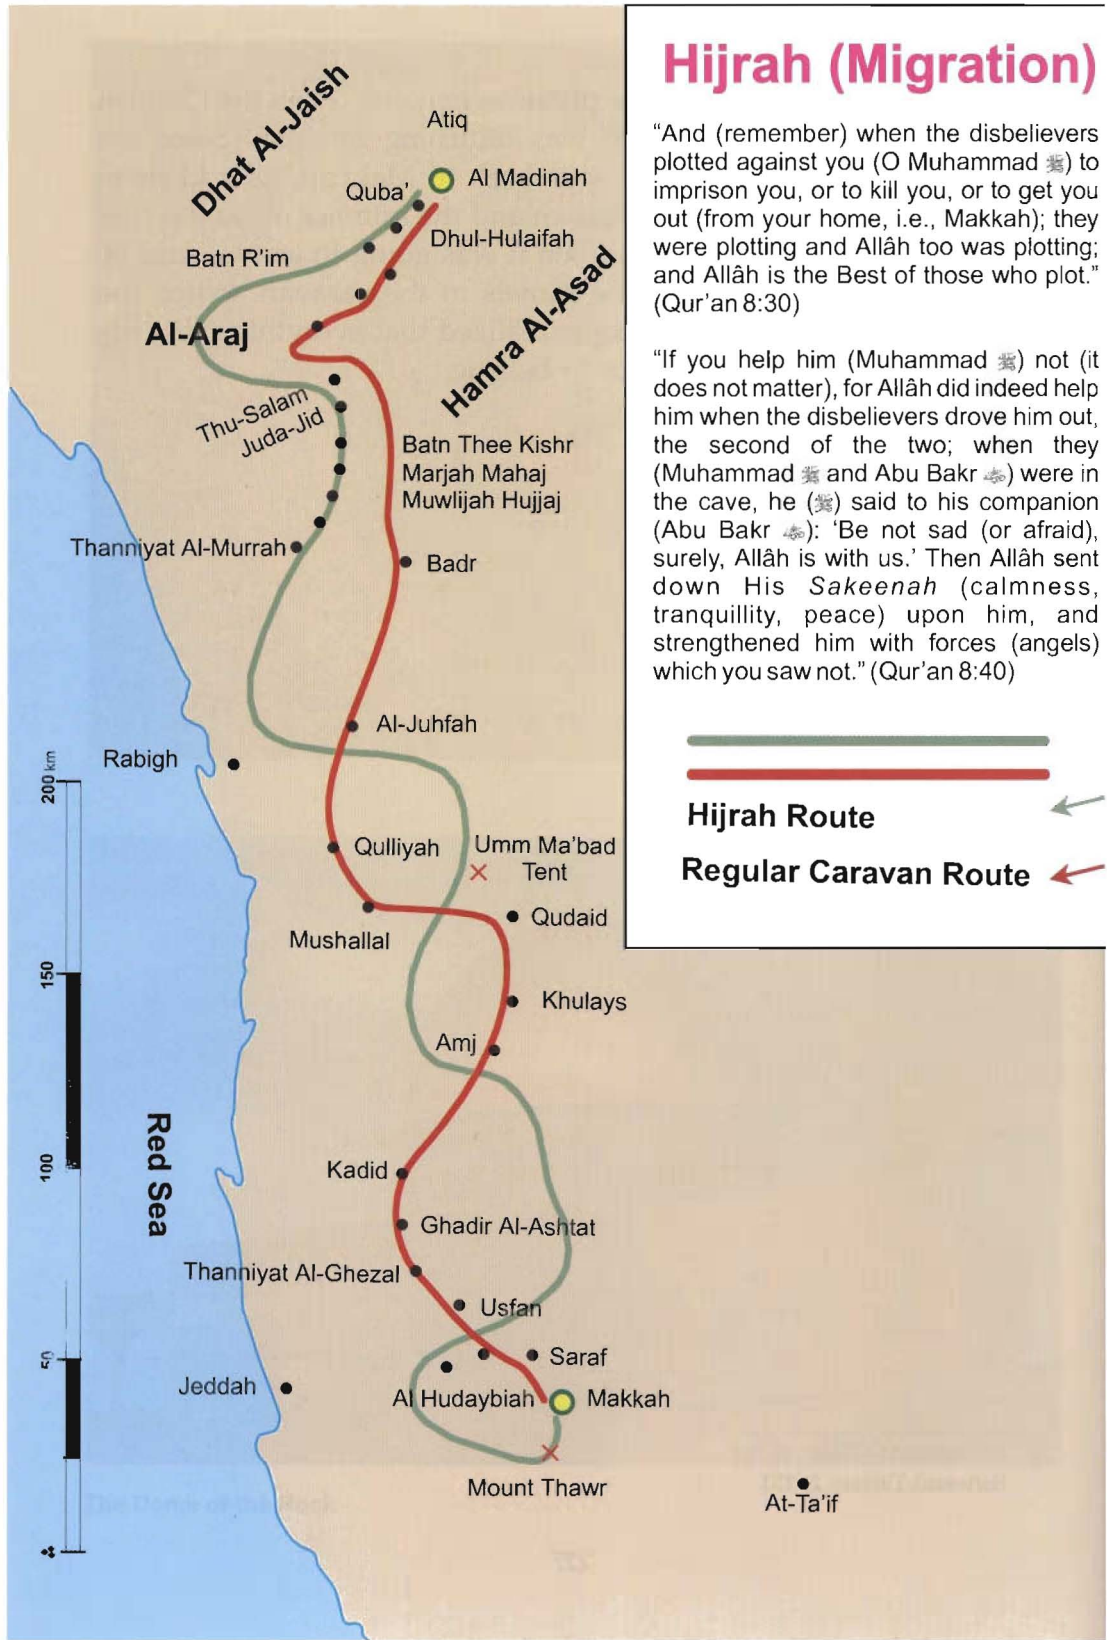 Hijrah (Migration)
“And (remember) when the disbelievers
plotted against you (O Muhammad ﷺ) to
imprison you, or to kill you, or to get you
out (from your home, i.e., Makkah); they
were plotting and Allâh too was plotting;
and Allâh is the Best of those who plot.”
(Qur’an 8:30)
“If you help him (Muhammad ﷺ) not (it
does not matter), for Allâh did indeed help
him when the disbelievers drove him out,
the second of the two; when they
(Muhammad ﷺ and Abu Bakr) were in
the cave, he (ﷺ) said to his companion
(Abu Bakr): ‘Be not sad (or afraid),
surely, Allâh is with us.’ Then Allâh sent
down His Sakeenah (calmness,
tranquillity, peace) upon him, and
strengthened him with forces (angels)
which you saw not.” (Qur’an 8:40)
Hijrah Route
Regular Caravan Route
Dhat Al-Jaish
Atiq
Al Madinah
Quba’
Dhul-Hulaifah
Batn R’im
Hamra Al-Asad
Al-Araj
Thu-Salam
Juda-Jid
Batn Thee Kishr
Marjah Mahaj
Muwlijah Hujjaj
Thanniyat Al-Murrah
Badr
Al-Juhfah
Rabigh
200 km
Qulliyah
Umm Ma’bad
Tent
Qudaid
Mushallal
150
Khulays
Amj
Red Sea
100
Kadid
Ghadir Al-Ashtat
Thanniyat Al-Ghezal
Usfan
50
Saraf
Jeddah
Al Hudaybiah
Makkah
Mount Thawr
At-Ta’if